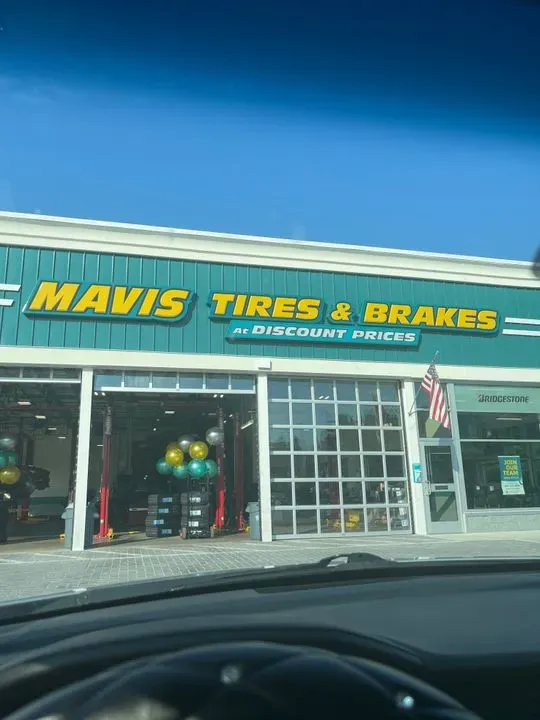 MAVIS TIRES & BRAKES
At DISCOUNT PRICES
BRIDGESTONE
JOIN
OUR
TEAM